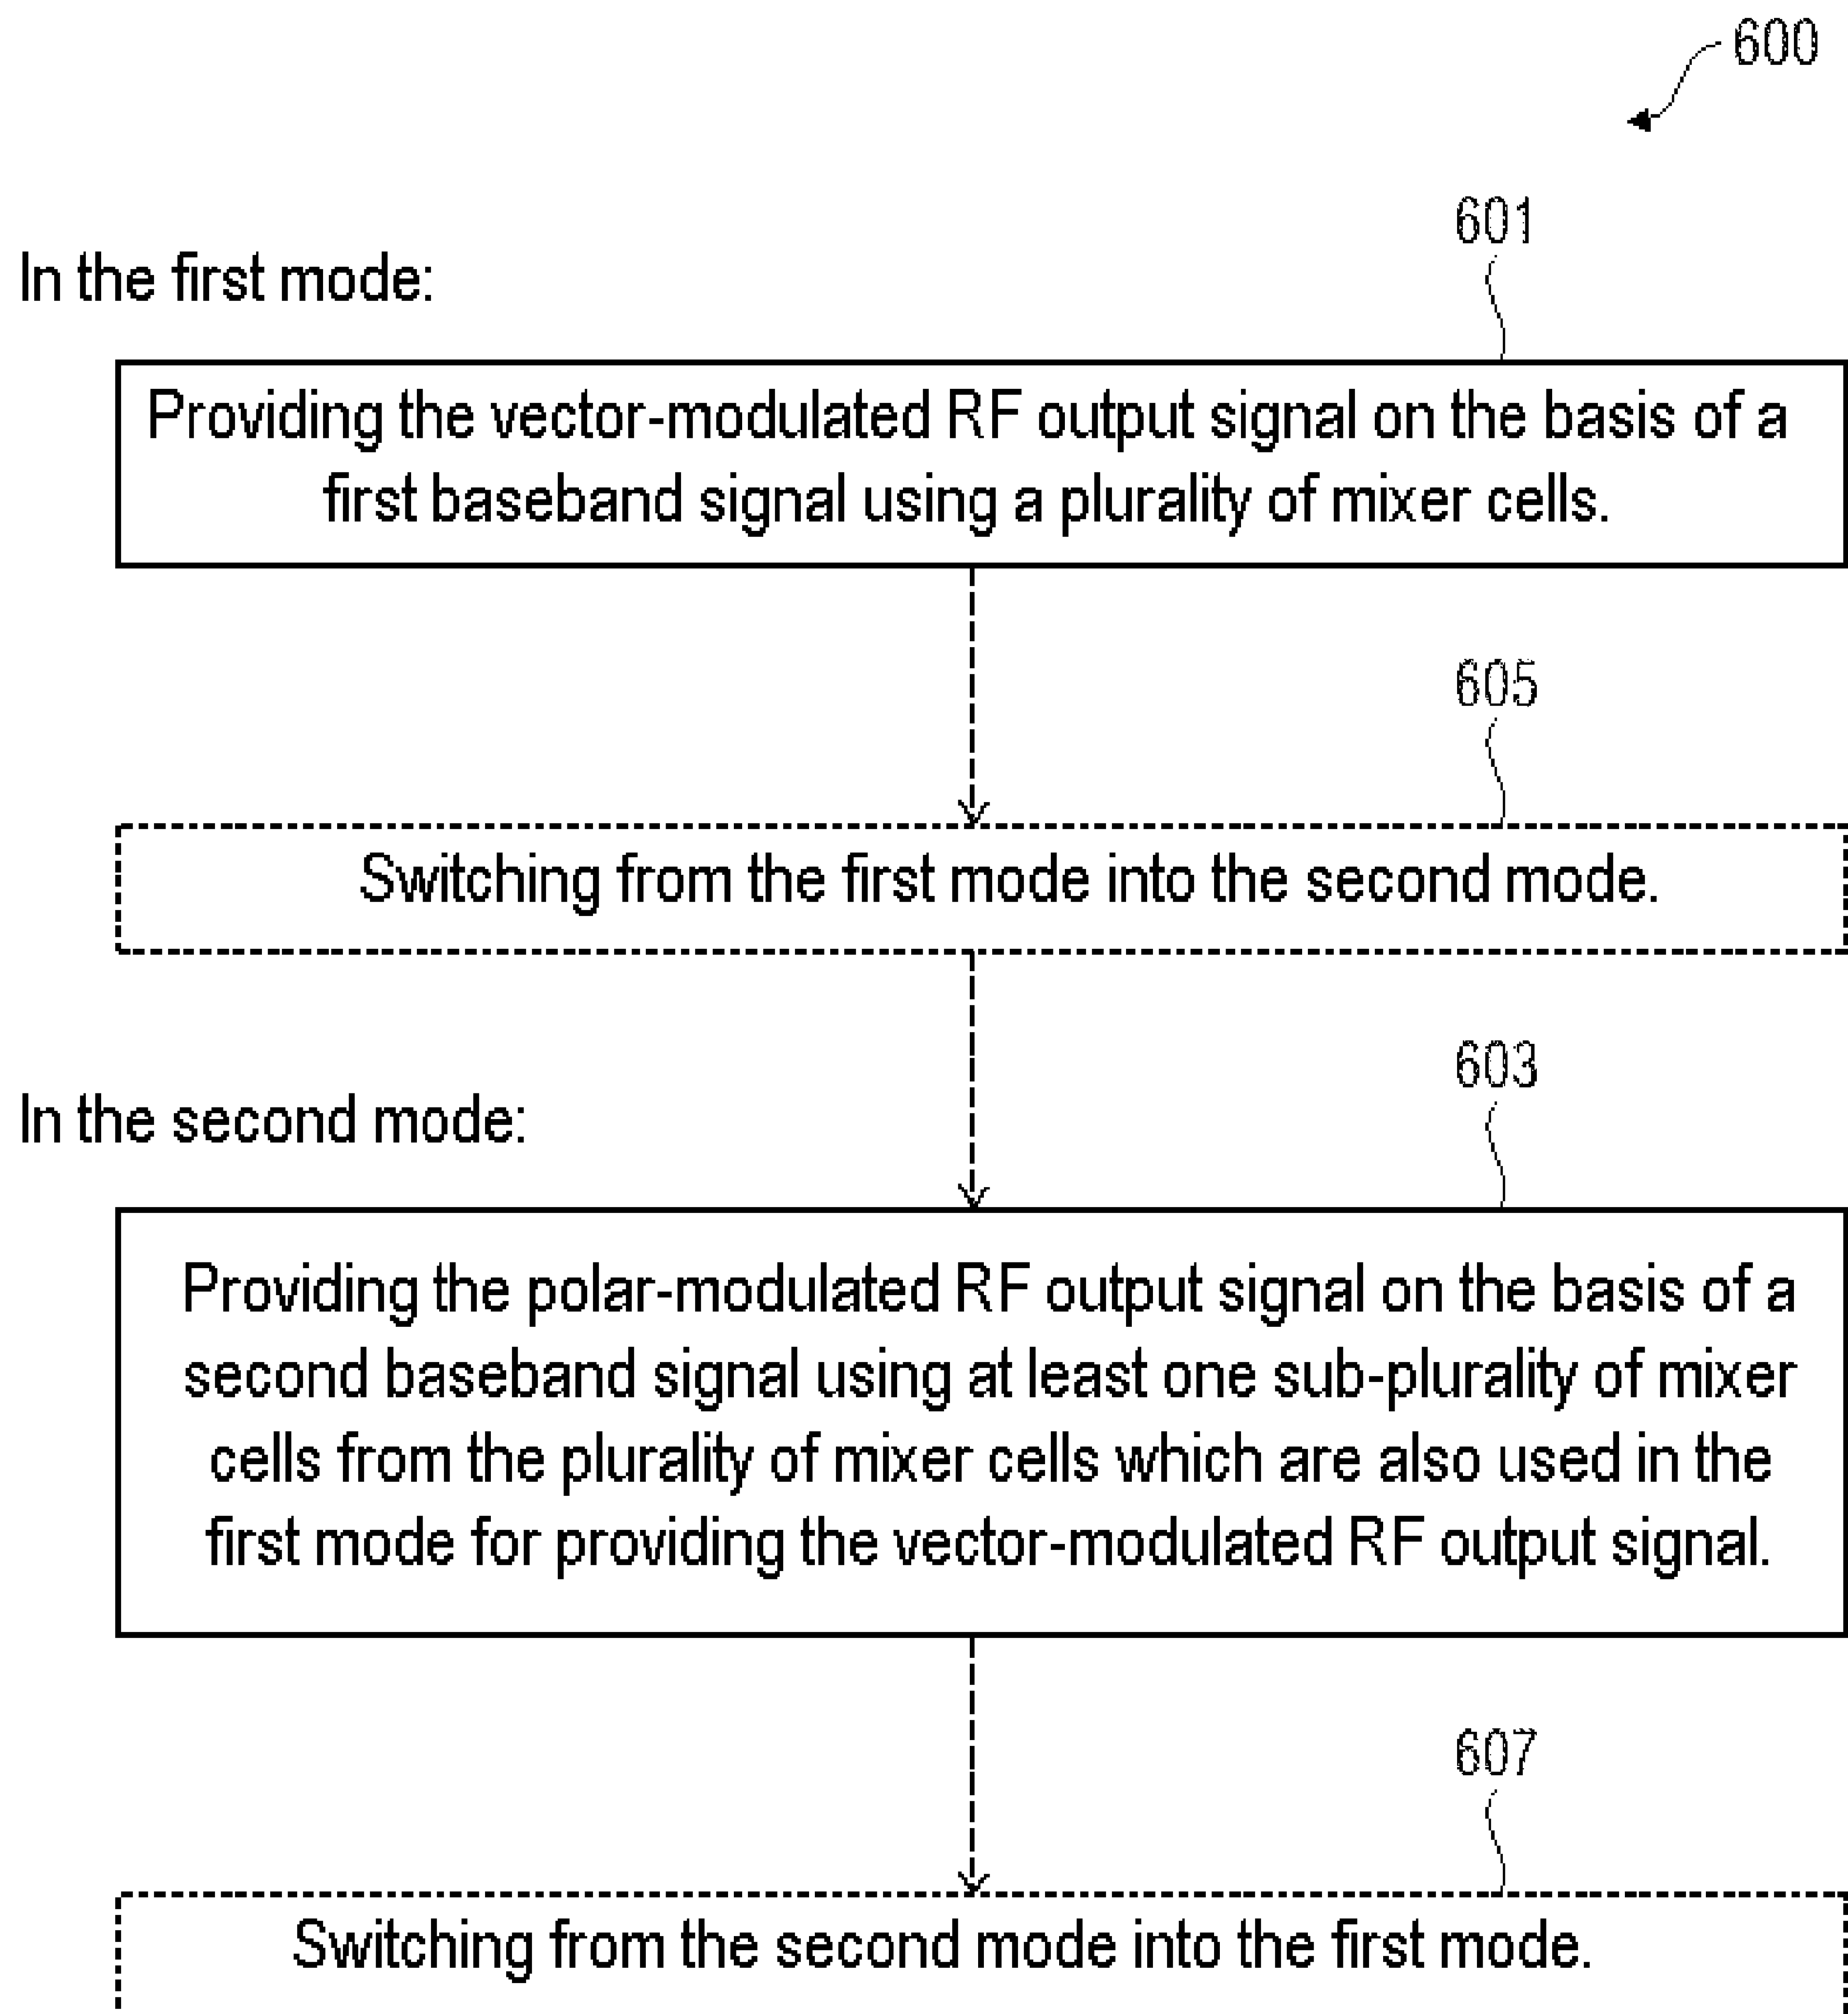 600
601
In the first mode:
Providing the vector-modulated RF output signal on the basis of a
first baseband signal using a plurality of mixer cells.
605
Switching from the first mode into the second mode.
603
In the second mode:
Providing the polar-modulated RF output signal on the basis of a
second baseband signal using at least one sub-plurality of mixer
cells from the plurality of mixer cells which are also used in the
first mode for providing the vector-modulated RF output signal.
607
Switching from the second mode into the first mode.